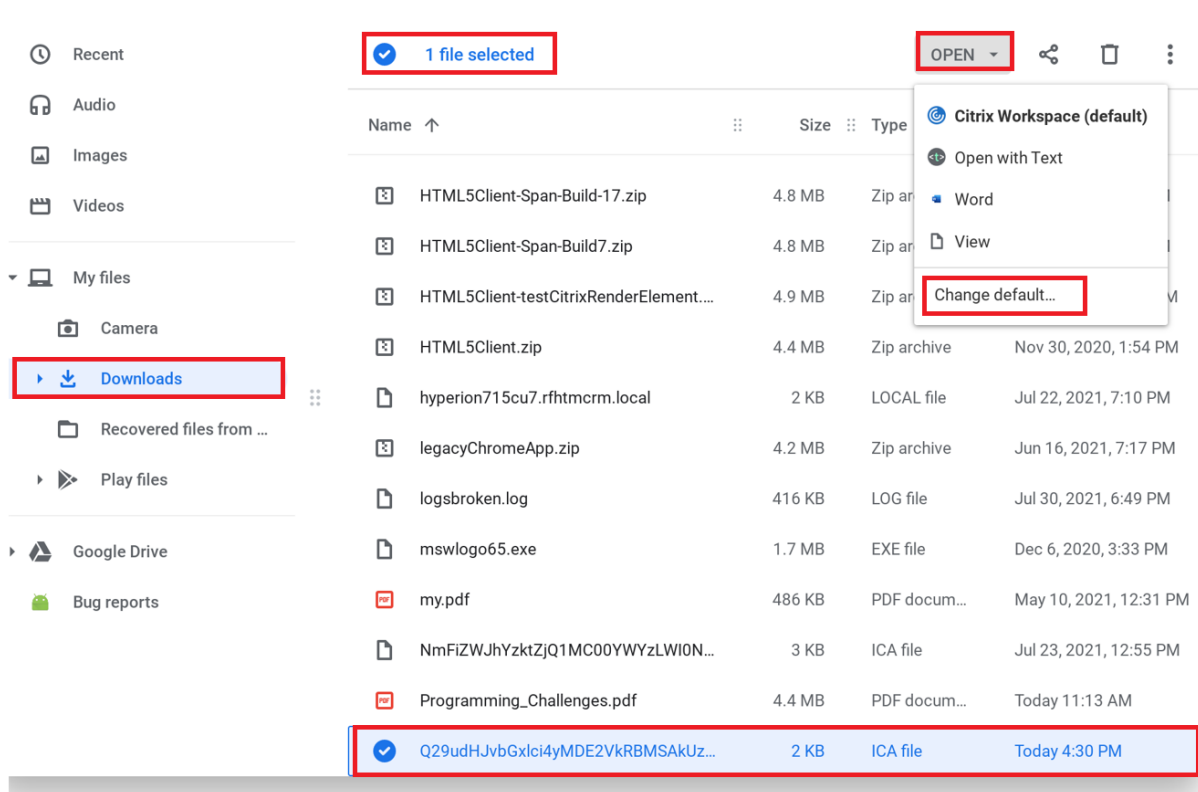 Recent
Audio
Images
Videos
My files
Camera
Downloads
Recovered files from ...
Play files
Google Drive
Bug reports
1 file selected
OPEN
Citrix Workspace (default)
Open with Text
Word
View
Change default...
Name Size Type
HTML5Client-Span-Build-17.zip 4.8 MB Zip ar
HTML5Client-Span-Build7.zip 4.8 MB Zip ar
HTML5Client-testCitrixRenderElement.... 4.9 MB Zip ar M
HTML5Client.zip 4.4 MB Zip archive Nov 30, 2020, 1:54 PM
hyperion715cu7.rfhtmcrm.local 2 KB LOCAL file Jul 22, 2021, 7:10 PM
legacyChromeApp.zip 4.2 MB Zip archive Jun 16, 2021, 7:17 PM
logsbroken.log 416 KB LOG file Jul 30, 2021, 6:49 PM
mswlogo65.exe 1.7 MB EXE file Dec 6, 2020, 3:33 PM
my.pdf 486 KB PDF docum... May 10, 2021, 12:31 PM
NmFiZWJhYzktZjQ1MC00YWYzLWI0N... 3 KB ICA file Jul 23, 2021, 12:55 PM
Programming_Challenges.pdf 4.4 MB PDF docum... Today 11:13 AM
Q29udHJvbGxlci4yMDE2VkRBMSAkUz... 2 KB ICA file Today 4:30 PM